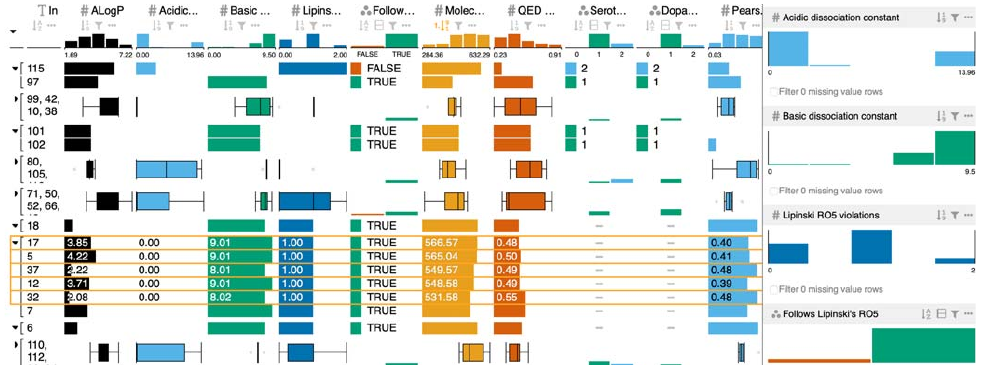 In # ALogP # Acidic... # Basic ... # Lipins... Follow... # Molec... # QED ... Serot... Dopa... # Pears
1.89 7.22 0.00 13.96 0.00 9.50 0.00 2.00 FALSE TRUE 284.36 832.29 0.23 0.91 0 1 2 0 1 2 0.03
115 FALSE 2 2
97 TRUE 1 1
99, 42,
10, 38
101 TRUE 1 1
102 TRUE 1 1
80,
105,
71, 50,
52, 66,
18 TRUE — —
17 3.85 0.00 9.01 1.00 TRUE 566.57 0.48 — — 0.40
5 4.22 0.00 9.01 1.00 TRUE 565.04 0.50 — — 0.41
37 2.22 0.00 8.01 1.00 TRUE 549.57 0.49 — — 0.48
12 3.71 0.00 9.01 1.00 TRUE 548.58 0.49 — — 0.39
32 2.08 0.00 8.02 1.00 TRUE 531.58 0.55 — — 0.48
7 TRUE — —
6 TRUE — —
110,
112,
# Acidic dissociation constant
0 13.96
Filter 0 missing value rows
# Basic dissociation constant
0 9.5
Filter 0 missing value rows
# Lipinski RO5 violations
0 2
Filter 0 missing value rows
Follows Lipinski's RO5